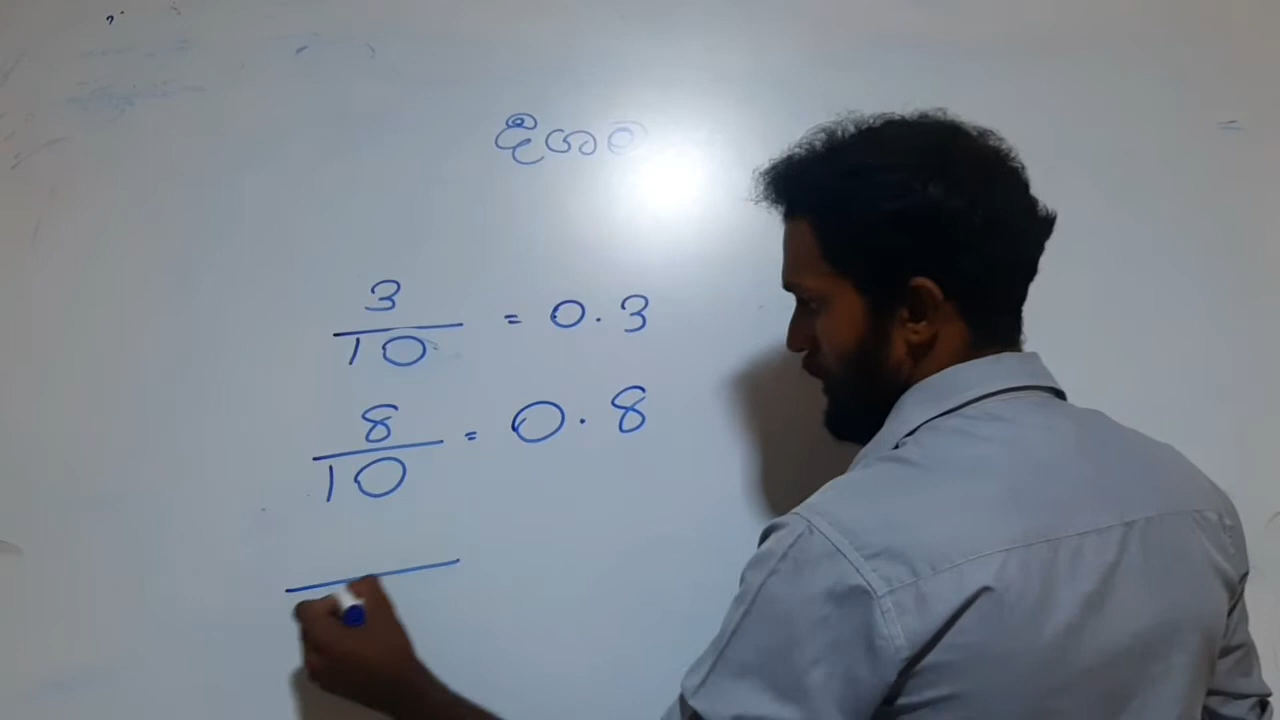 දශම
3/10 = 0.3
8/10 = 0.8